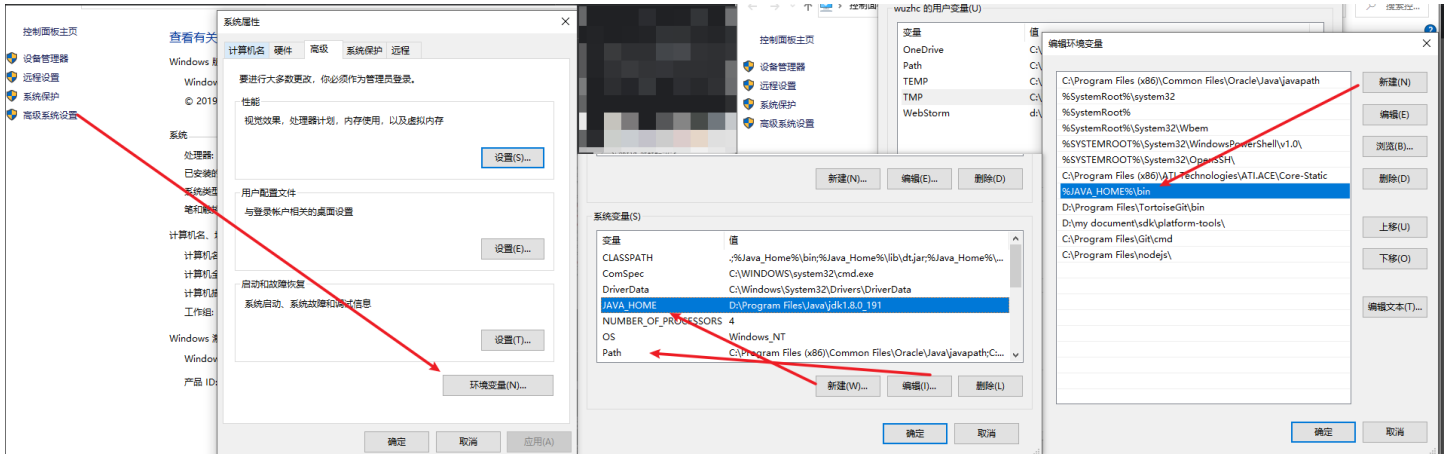 控制面板主页
设备管理器
远程设置
系统保护
高级系统设置
查看有关
Windows
Window
© 2019
系统
处理器:
已安装的
系统类型
笔和触摸
计算机名、
计算机名
计算机全
计算机描
工作组:
Windows 激
Window
产品 ID:
系统属性
计算机名 硬件 高级 系统保护 远程
要进行大多数更改，你必须作为管理员登录。
性能
视觉效果，处理器计划，内存使用，以及虚拟内存
设置(S)...
用户配置文件
与登录帐户相关的桌面设置
设置(E)...
启动和故障恢复
系统启动、系统故障和调试信息
设置(T)...
环境变量(N)...
确定 取消 应用(A)
控制面板
控制面板主页
设备管理器
远程设置
系统保护
高级系统设置
wuzhc 的用户变量(U)
变量 值
OneDrive C:\
Path C:\
TEMP C:\
TMP C:\
WebStorm d:\
搜索控...
新建(N)... 编辑(E)... 删除(D)
系统变量(S)
变量 值
CLASSPATH .;%Java_Home%\bin;%Java_Home%\lib\dt.jar;%Java_Home%\...
ComSpec C:\WINDOWS\system32\cmd.exe
DriverData C:\Windows\System32\Drivers\DriverData
JAVA_HOME D:\Program Files\Java\jdk1.8.0_191
NUMBER_OF_PROCESSORS 4
OS Windows_NT
Path C:\Program Files (x86)\Common Files\Oracle\Java\javapath;C:...
新建(W)... 编辑(I)... 删除(L)
确定 取消
编辑环境变量
C:\Program Files (x86)\Common Files\Oracle\Java\javapath
%SystemRoot%\system32
%SystemRoot%
%SystemRoot%\System32\Wbem
%SYSTEMROOT%\System32\WindowsPowerShell\v1.0\
%SYSTEMROOT%\System32\OpenSSH\
C:\Program Files (x86)\ATI Technologies\ATI.ACE\Core-Static
%JAVA_HOME%\bin
D:\Program Files\TortoiseGit\bin
D:\my document\sdk\platform-tools\
C:\Program Files\Git\cmd
C:\Program Files\nodejs\
新建(N)
编辑(E)
浏览(B)...
删除(D)
上移(U)
下移(O)
编辑文本(T)...
确定 取消